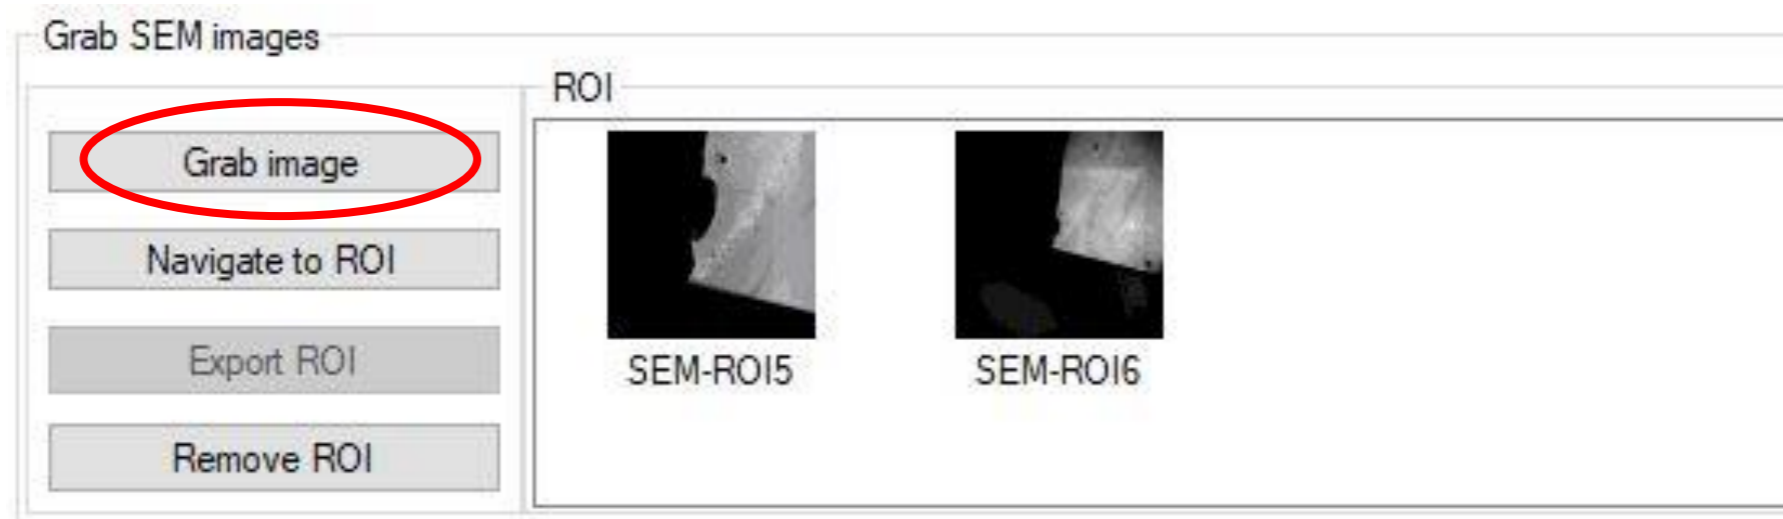 Grab SEM images
Grab image
Navigate to ROI
Export ROI
Remove ROI
ROI
SEM-ROI5
SEM-ROI6